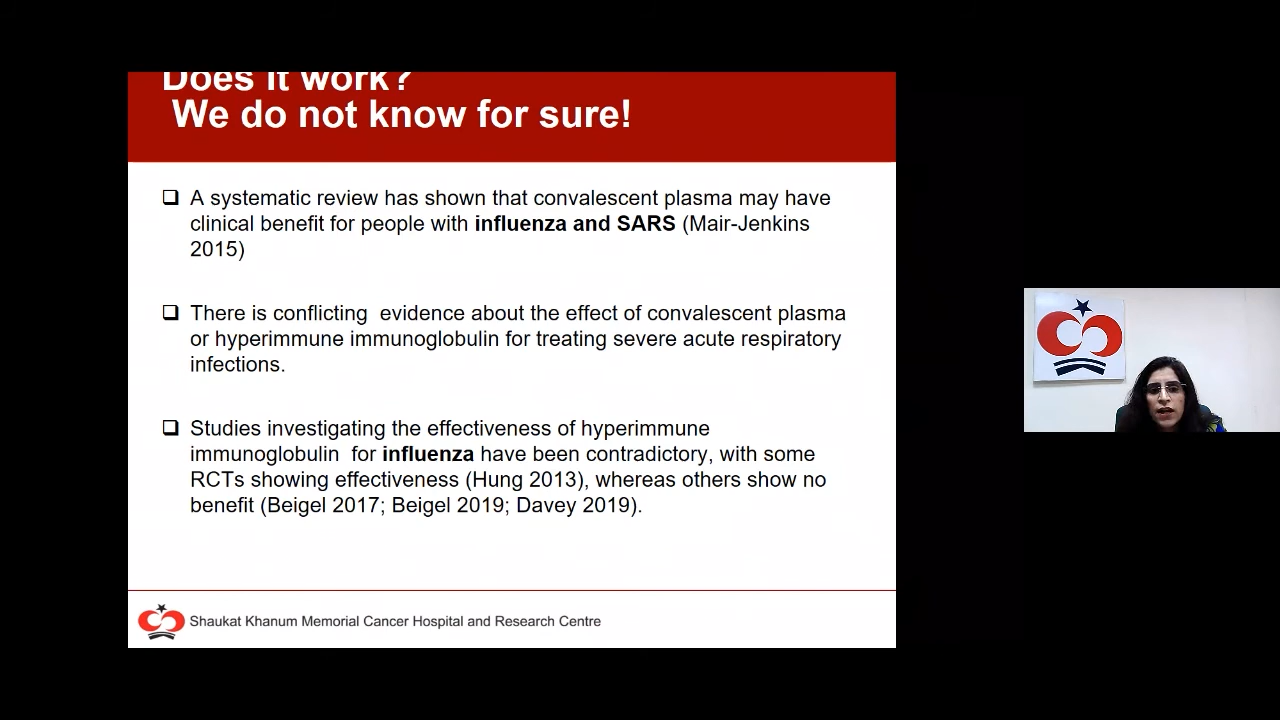 Does it work?
We do not know for sure!
❑ A systematic review has shown that convalescent plasma may have
clinical benefit for people with influenza and SARS (Mair-Jenkins
2015)
❑ There is conflicting  evidence about the effect of convalescent plasma
or hyperimmune immunoglobulin for treating severe acute respiratory
infections.
❑ Studies investigating the effectiveness of hyperimmune
immunoglobulin  for influenza have been contradictory, with some
RCTs showing effectiveness (Hung 2013), whereas others show no
benefit (Beigel 2017; Beigel 2019; Davey 2019).
Shaukat Khanum Memorial Cancer Hospital and Research Centre